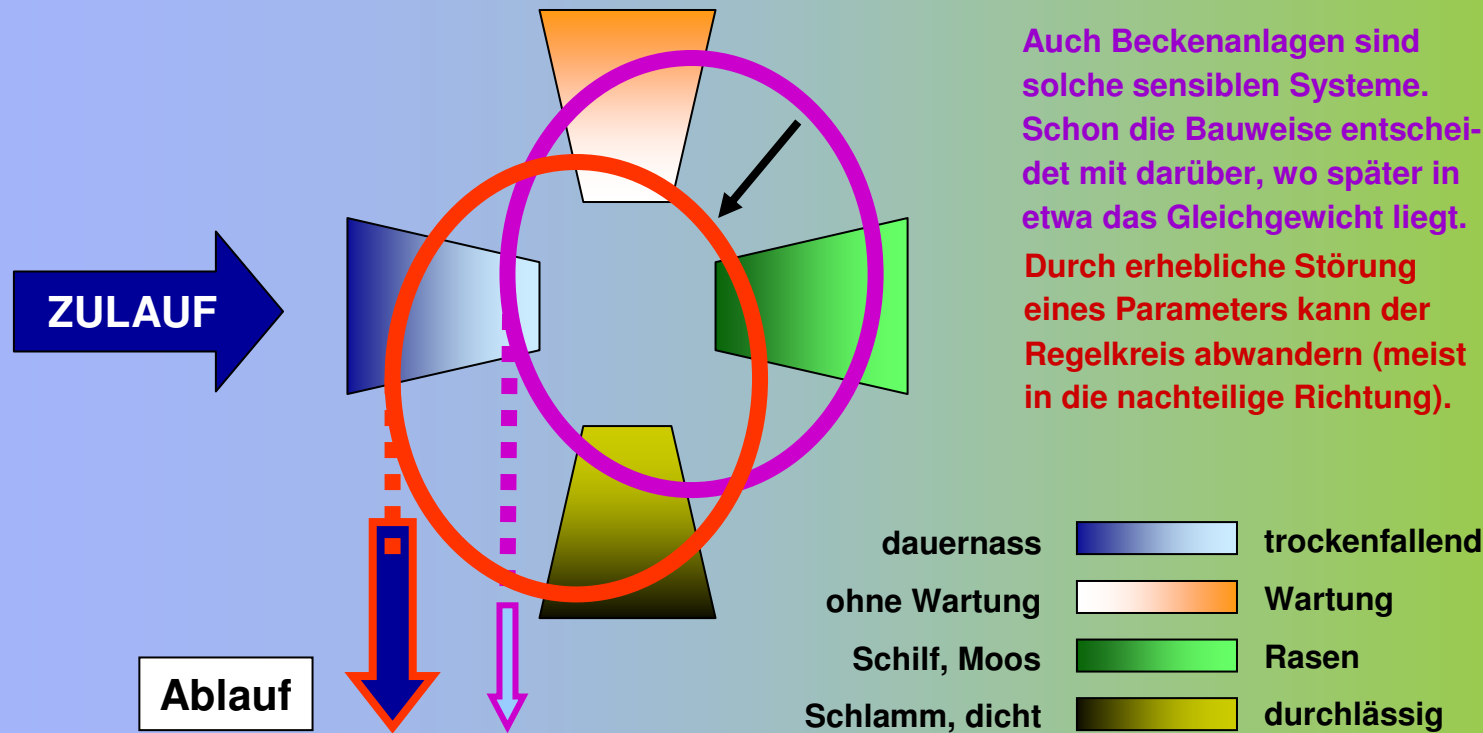 Auch Beckenanlagen sind
solche sensiblen Systeme.
Schon die Bauweise entschei-
det mit darüber, wo später in
etwa das Gleichgewicht liegt.
Durch erhebliche Störung
eines Parameters kann der
Regelkreis abwandern (meist
in die nachteilige Richtung).
ZULAUF
dauernass trockenfallend
ohne Wartung Wartung
Schilf, Moos Rasen
Schlamm, dicht durchlässig
Ablauf